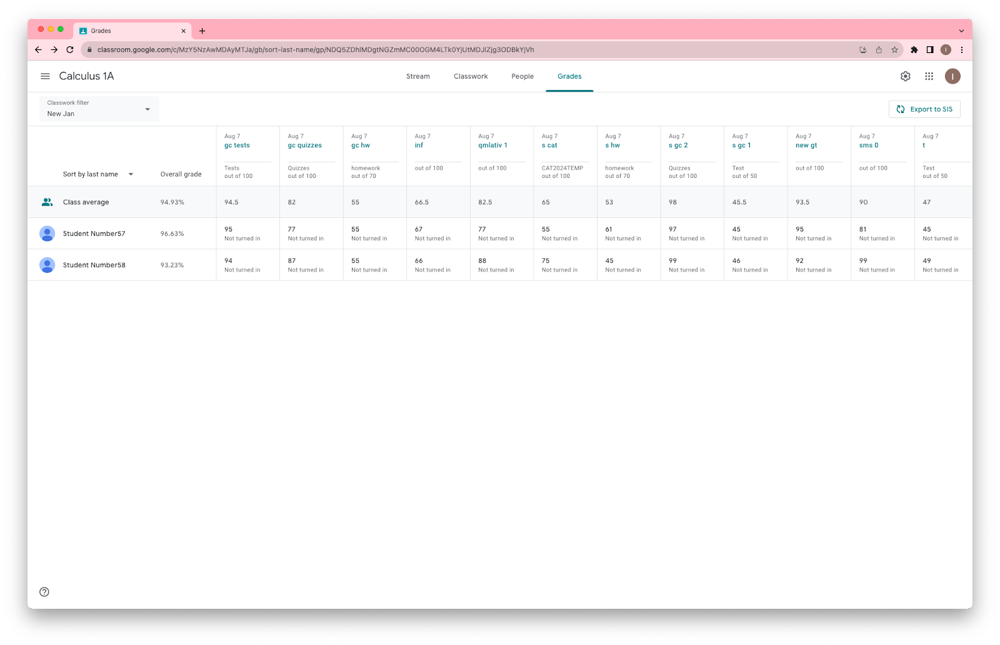 Grades
classroom.google.com/c/MzY5NzAwMDAyMTJa/gb/sort-last-name/gp/NDQ5ZDhlMDgtNGZmMC00OGM4LTk0YjUtMDJlZjg3ODBkYjVh
I
Calculus 1A
Stream
Classwork
People
Grades
I
Classwork filter
New Jan
Export to SIS
Sort by last name
Overall grade
Aug 7
gc tests
Tests
out of 100
Aug 7
gc quizzes
Quizzes
out of 100
Aug 7
gc hw
homework
out of 70
Aug 7
inf
out of 100
Aug 7
qmlativ 1
out of 100
Aug 7
s cat
CAT2024TEMP
out of 100
Aug 7
s hw
homework
out of 70
Aug 7
s gc 2
Quizzes
out of 100
Aug 7
s gc 1
Test
out of 50
Aug 7
new gt
out of 100
Aug 7
sms 0
out of 100
Aug 7
t
Test
out of 50
Class average 94.93% 94.5 82 55 66.5 82.5 65 53 98 45.5 93.5 90 47
Student Number57 96.63% 95 77 55 67 77 55 61 97 45 95 81 45
Not turned in Not turned in Not turned in Not turned in Not turned in Not turned in Not turned in Not turned in Not turned in Not turned in Not turned in Not turned in
Student Number58 93.23% 94 87 55 66 88 75 45 99 46 92 99 49
Not turned in Not turned in Not turned in Not turned in Not turned in Not turned in Not turned in Not turned in Not turned in Not turned in Not turned in Not turned in